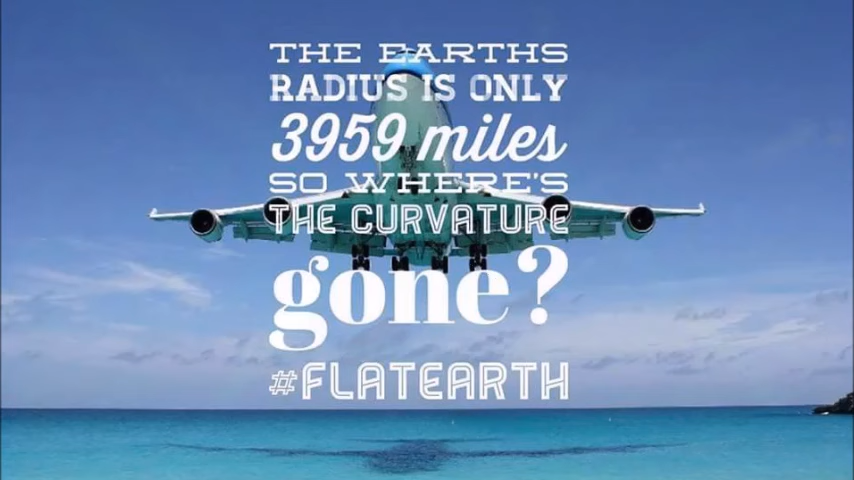 THE EARTHS
RADIUS IS ONLY
3959 miles
SO WHERE'S
THE CURVATURE
gone?
#FLATEARTH